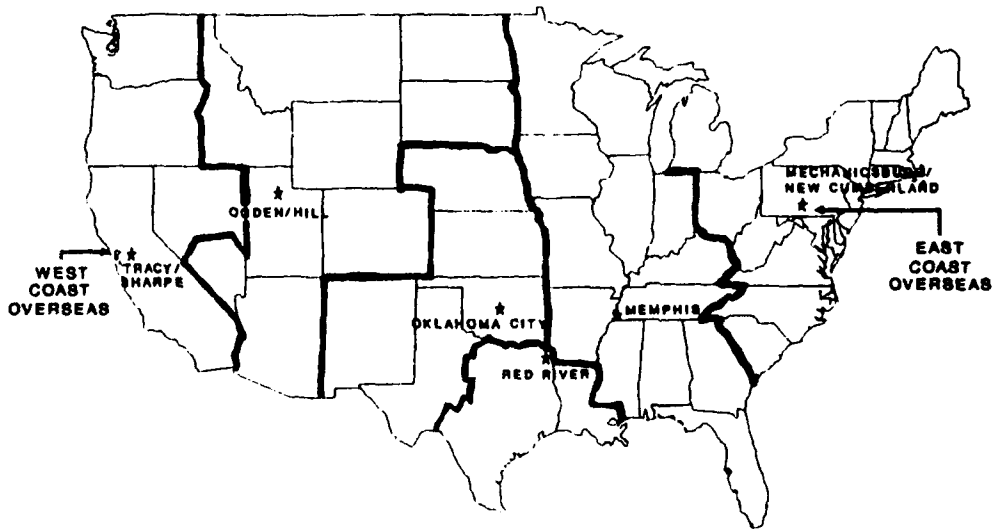 MECHANICSBURG/
NEW CUMBERLAND
OGDEN/HILL
WEST
COAST
OVERSEAS
TRACY/
SHARPE
EAST
COAST
OVERSEAS
OKLAHOMA CITY
MEMPHIS
RED RIVER